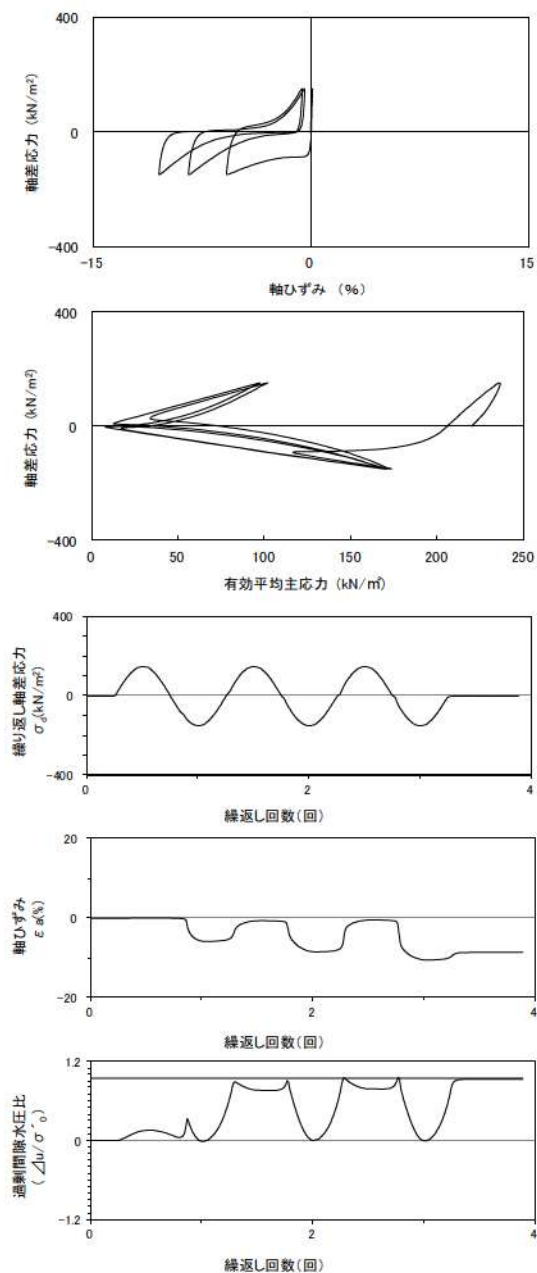 400
0
-400
軸差応力 (kN/m²)
-15
0
15
軸ひずみ (%)
400
0
-400
軸差応力 (kN/m²)
0
50
100
150
200
250
有効平均主応力 (kN/㎡)
400
0
-400
繰り返し軸差応力
σd(kN/m²)
0
2
4
繰返し回数(回)
20
0
-20
軸ひずみ
εa(%)
0
2
4
繰返し回数(回)
1.2
0
-1.2
過剰間隙水圧比
(⊿u/σ'0)
0
2
4
繰返し回数(回)